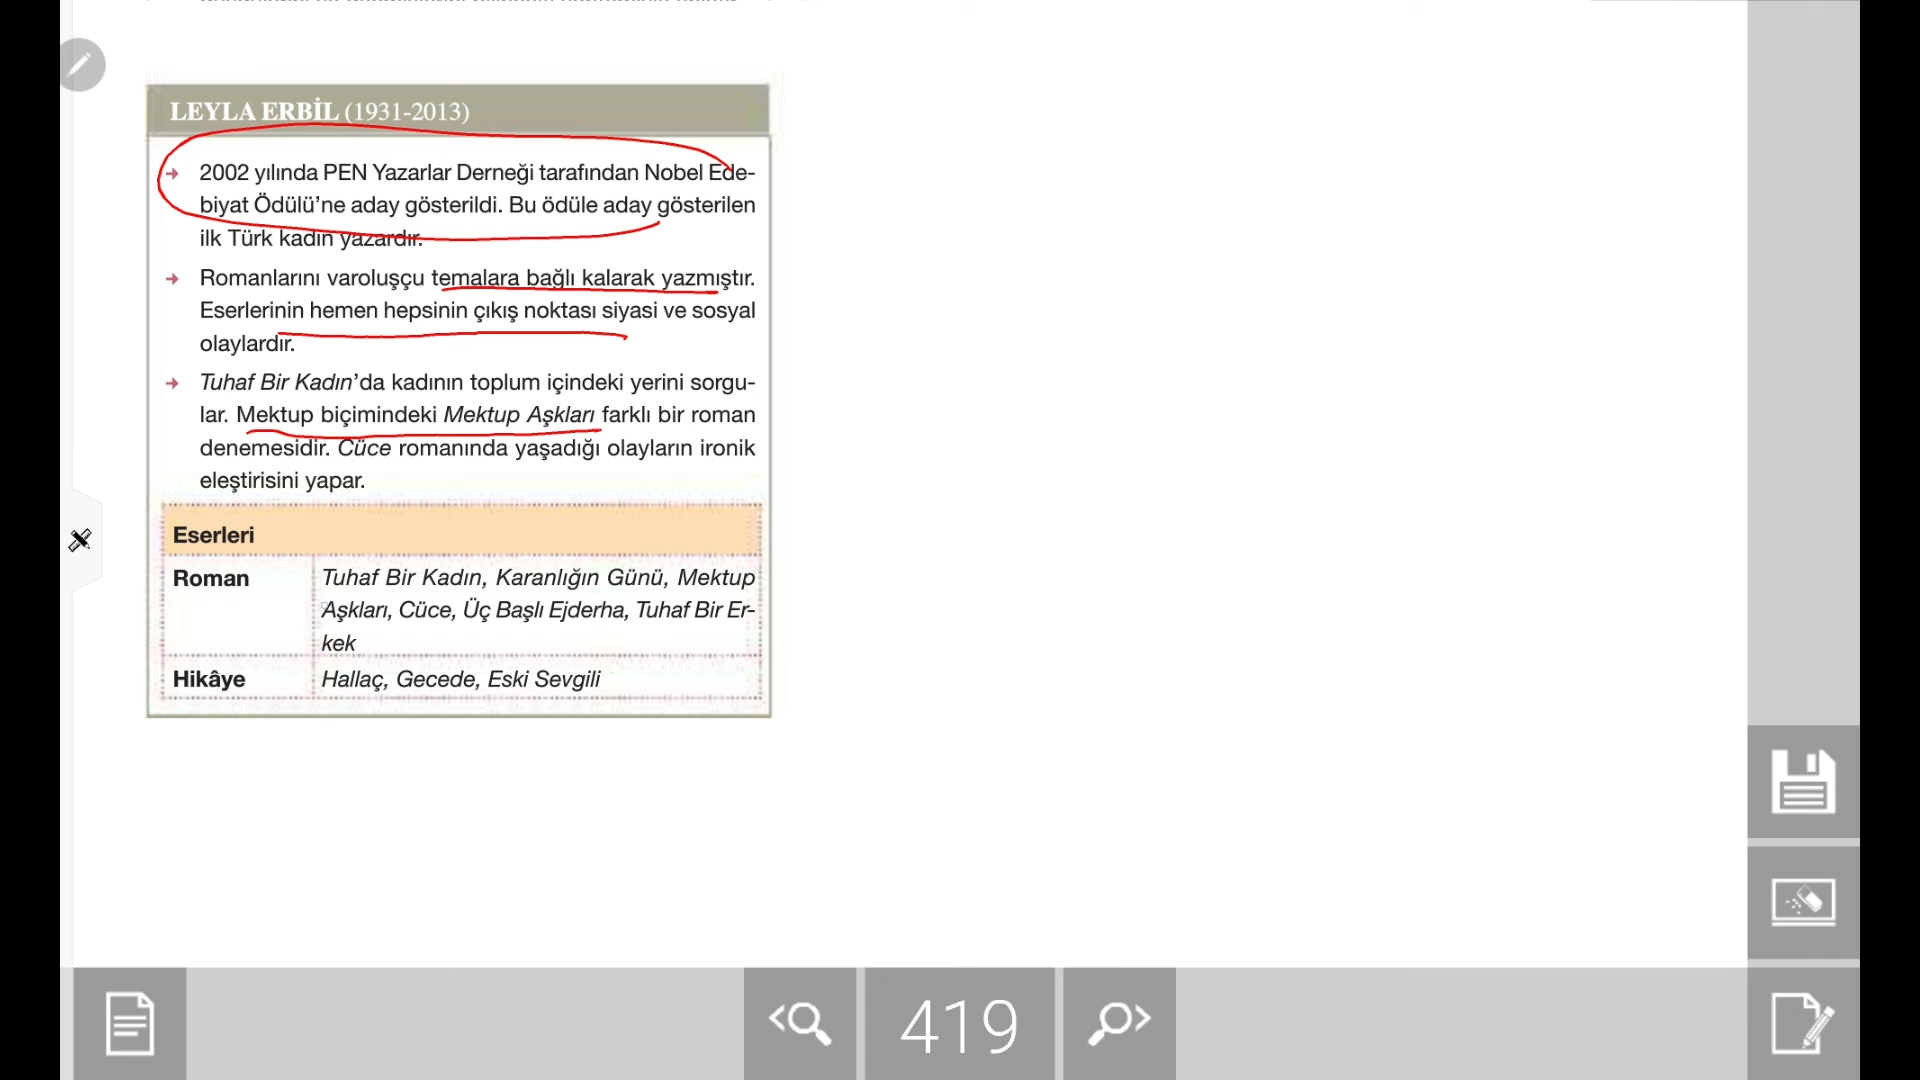 LEYLA ERBİL (1931-2013)
→ 2002 yılında PEN Yazarlar Derneği tarafından Nobel Ede-
biyat Ödülü’ne aday gösterildi. Bu ödüle aday gösterilen
ilk Türk kadın yazardır.
→ Romanlarını varoluşçu temalara bağlı kalarak yazmıştır.
Eserlerinin hemen hepsinin çıkış noktası siyasi ve sosyal
olaylardır.
→ Tuhaf Bir Kadın’da kadının toplum içindeki yerini sorgu-
lar. Mektup biçimindeki Mektup Aşkları farklı bir roman
denemesidir. Cüce romanında yaşadığı olayların ironik
eleştirisini yapar.
Eserleri
Roman Tuhaf Bir Kadın, Karanlığın Günü, Mektup
Aşkları, Cüce, Üç Başlı Ejderha, Tuhaf Bir Er-
kek
Hikâye Hallaç, Gecede, Eski Sevgili
419